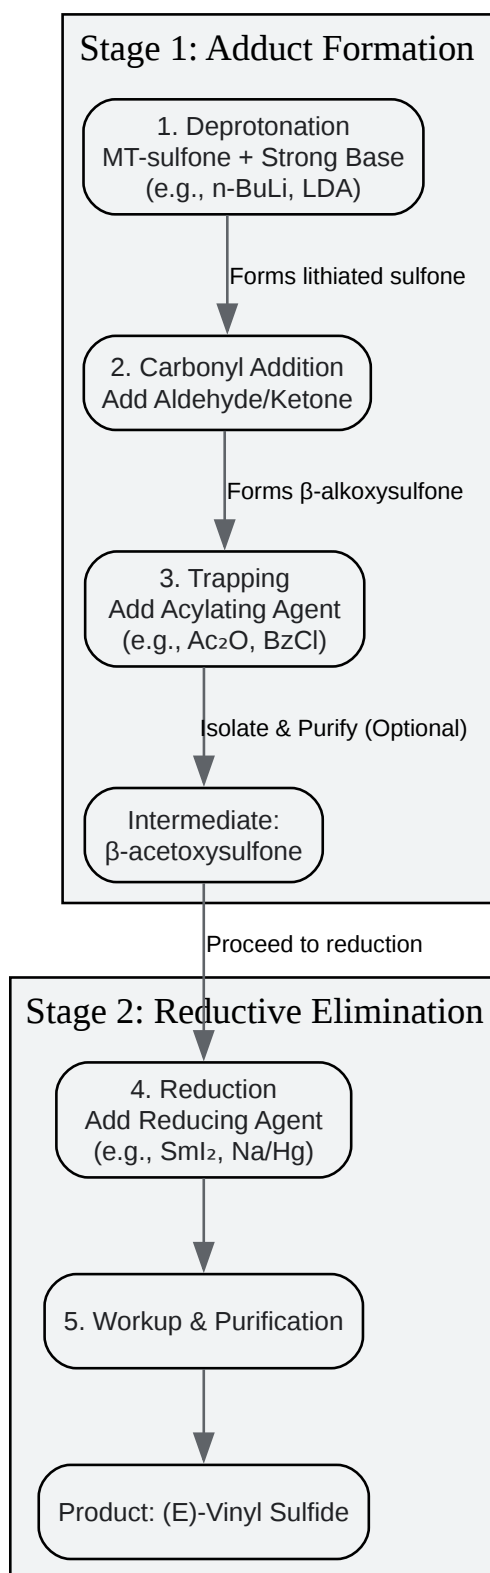 Stage 1: Adduct Formation
1. Deprotonation
MT-sulfone + Strong Base
(e.g., n-BuLi, LDA)
Forms lithiated sulfone
2. Carbonyl Addition
Add Aldehyde/Ketone
Forms β-alkoxysulfone
3. Trapping
Add Acylating Agent
(e.g., Ac₂O, BzCl)
Isolate & Purify (Optional)
Intermediate:
β-acetoxysulfone
Proceed to reduction
Stage 2: Reductive Elimination
4. Reduction
Add Reducing Agent
(e.g., SmI₂, Na/Hg)
5. Workup & Purification
Product: (E)-Vinyl Sulfide